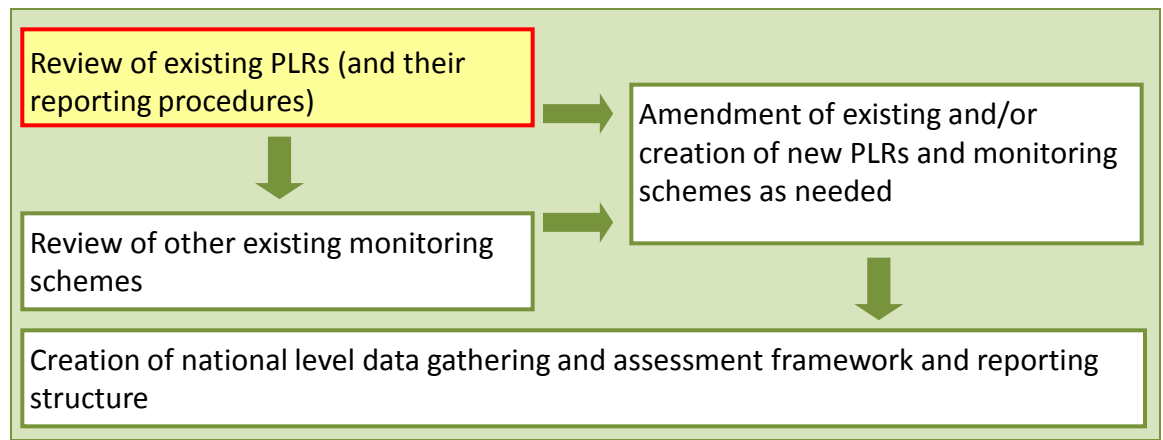 Review of existing PLRs (and their
reporting procedures)
Amendment of existing and/or
creation of new PLRs and monitoring
schemes as needed
Review of other existing monitoring
schemes
Creation of national level data gathering and assessment framework and reporting
structure